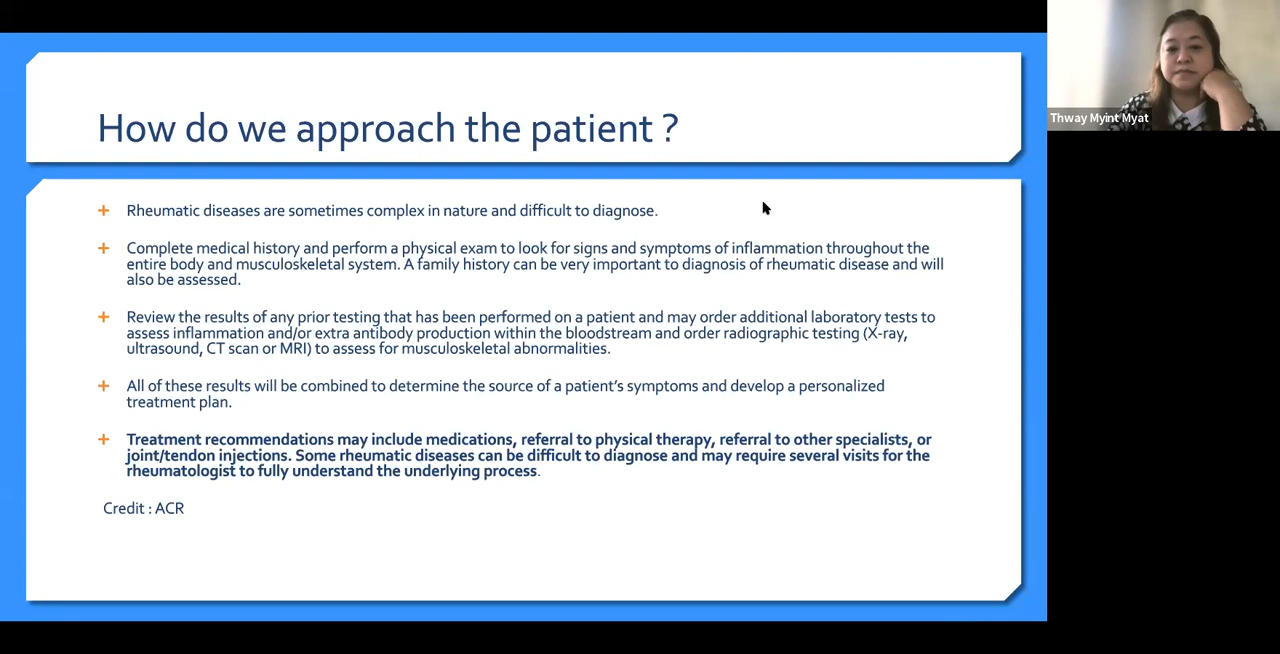 How do we approach the patient ?
Thway Myint Myat
+ Rheumatic diseases are sometimes complex in nature and difficult to diagnose.
+ Complete medical history and perform a physical exam to look for signs and symptoms of inflammation throughout the
entire body and musculoskeletal system. A family history can be very important to diagnosis of rheumatic disease and will
also be assessed.
+ Review the results of any prior testing that has been performed on a patient and may order additional laboratory tests to
assess inflammation and/or extra antibody production within the bloodstream and order radiographic testing (X-ray,
ultrasound, CT scan or MRI) to assess for musculoskeletal abnormalities.
+ All of these results will be combined to determine the source of a patient’s symptoms and develop a personalized
treatment plan.
+ Treatment recommendations may include medications, referral to physical therapy, referral to other specialists, or
joint/tendon injections. Some rheumatic diseases can be difficult to diagnose and may require several visits for the
rheumatologist to fully understand the underlying process.
Credit : ACR